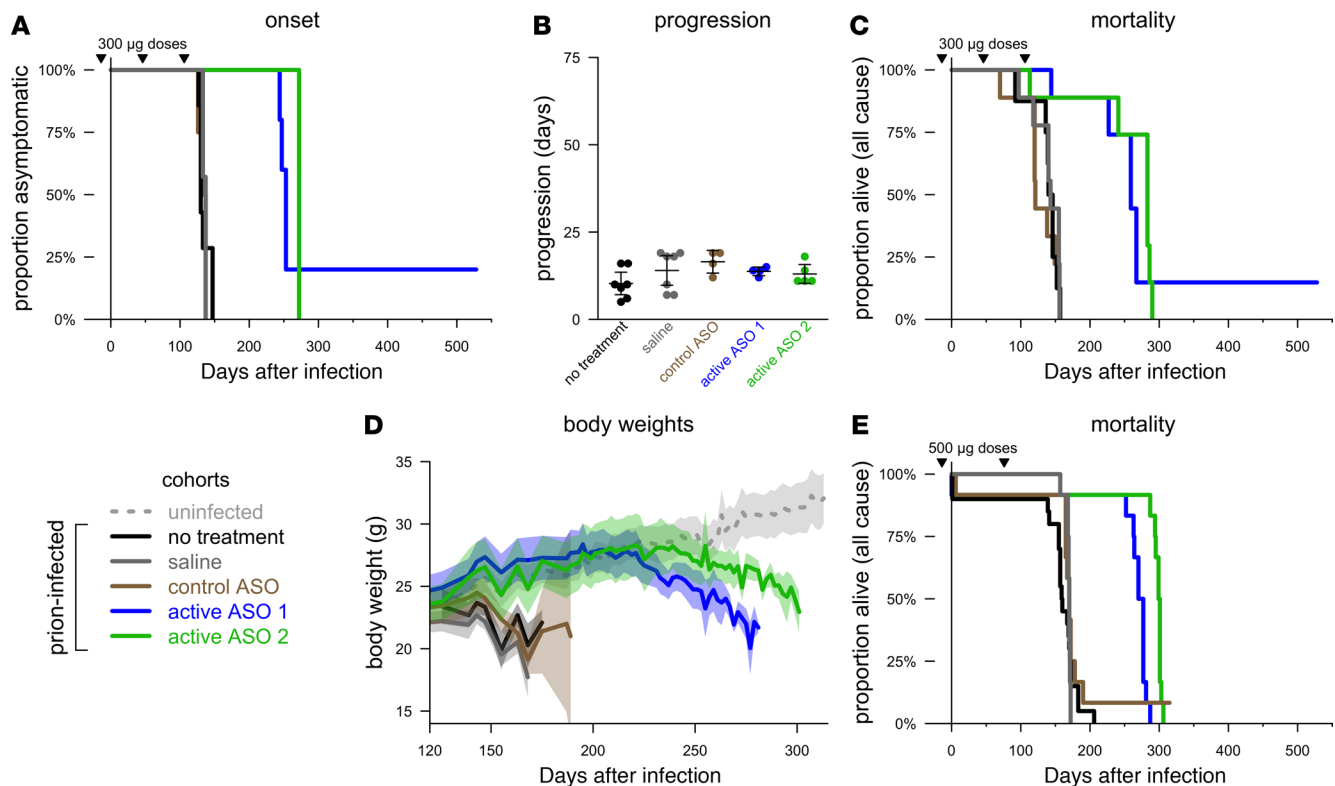 A
onset
300 µg doses
100%
75%
50%
25%
0%
proportion asymptomatic
0
100
200
300
400
500
Days after infection
B
progression
75
50
25
0
progression (days)
no treatment
saline
control ASO
active ASO 1
active ASO 2
C
mortality
300 µg doses
100%
75%
50%
25%
0%
proportion alive (all cause)
0
100
200
300
400
500
Days after infection
cohorts
uninfected
no treatment
saline
control ASO
active ASO 1
active ASO 2
prion-infected
D
body weights
35
30
25
20
15
body weight (g)
120
150
200
250
300
Days after infection
E
mortality
500 µg doses
100%
75%
50%
25%
0%
proportion alive (all cause)
0
100
200
300
400
500
Days after infection